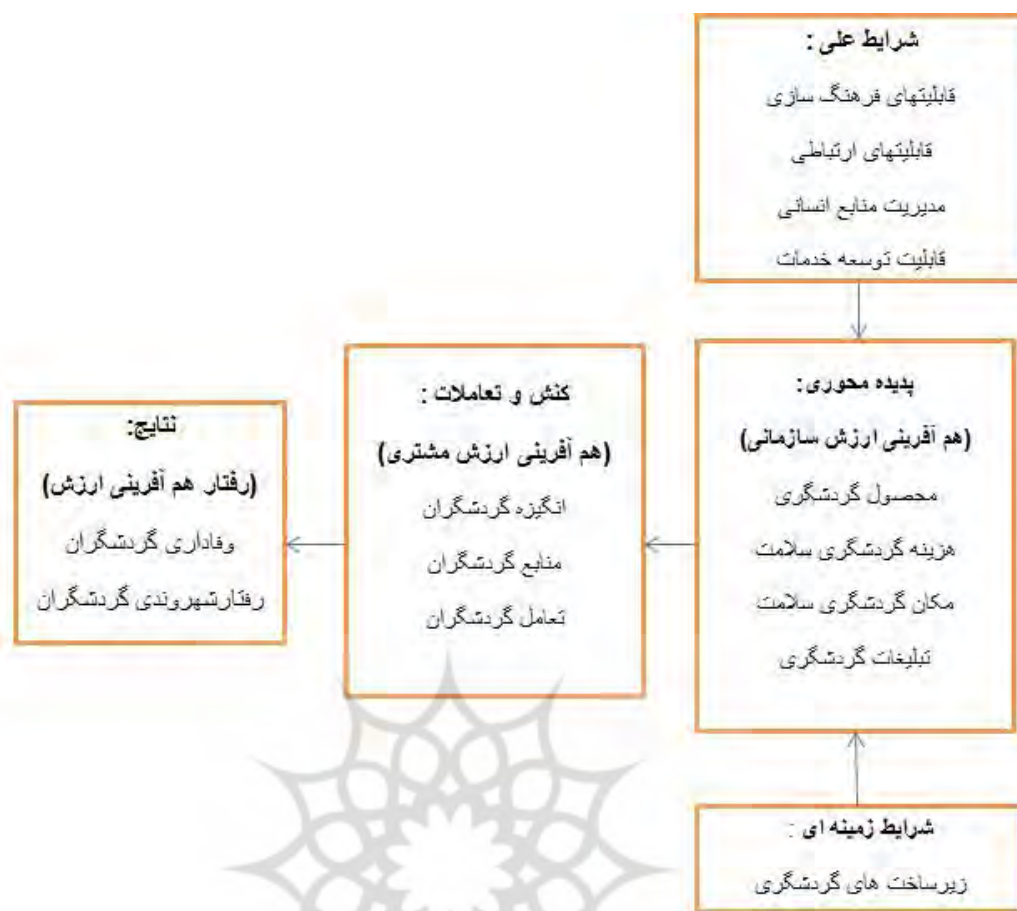 شرایط علی :
قابلیتهای فرهنگ سازی
قابلیتهای ارتباطی
مدیریت منابع انسانی
قابلیت توسعه خدمات
پدیده محوری:
(هم آفرینی ارزش سازمانی)
محصول گردشگری
هزینه گردشگری سلامت
مکان گردشگری سلامت
تبلیغات گردشگری
کنش و تعاملات :
(هم آفرینی ارزش مشتری)
انگیزه گردشگران
منابع گردشگران
تعامل گردشگران
نتایج:
(رفتار هم آفرینی ارزش)
وفاداری گردشگران
رفتارشهروندی گردشگران
شرایط زمینه ای :
زیرساخت های گردشگری